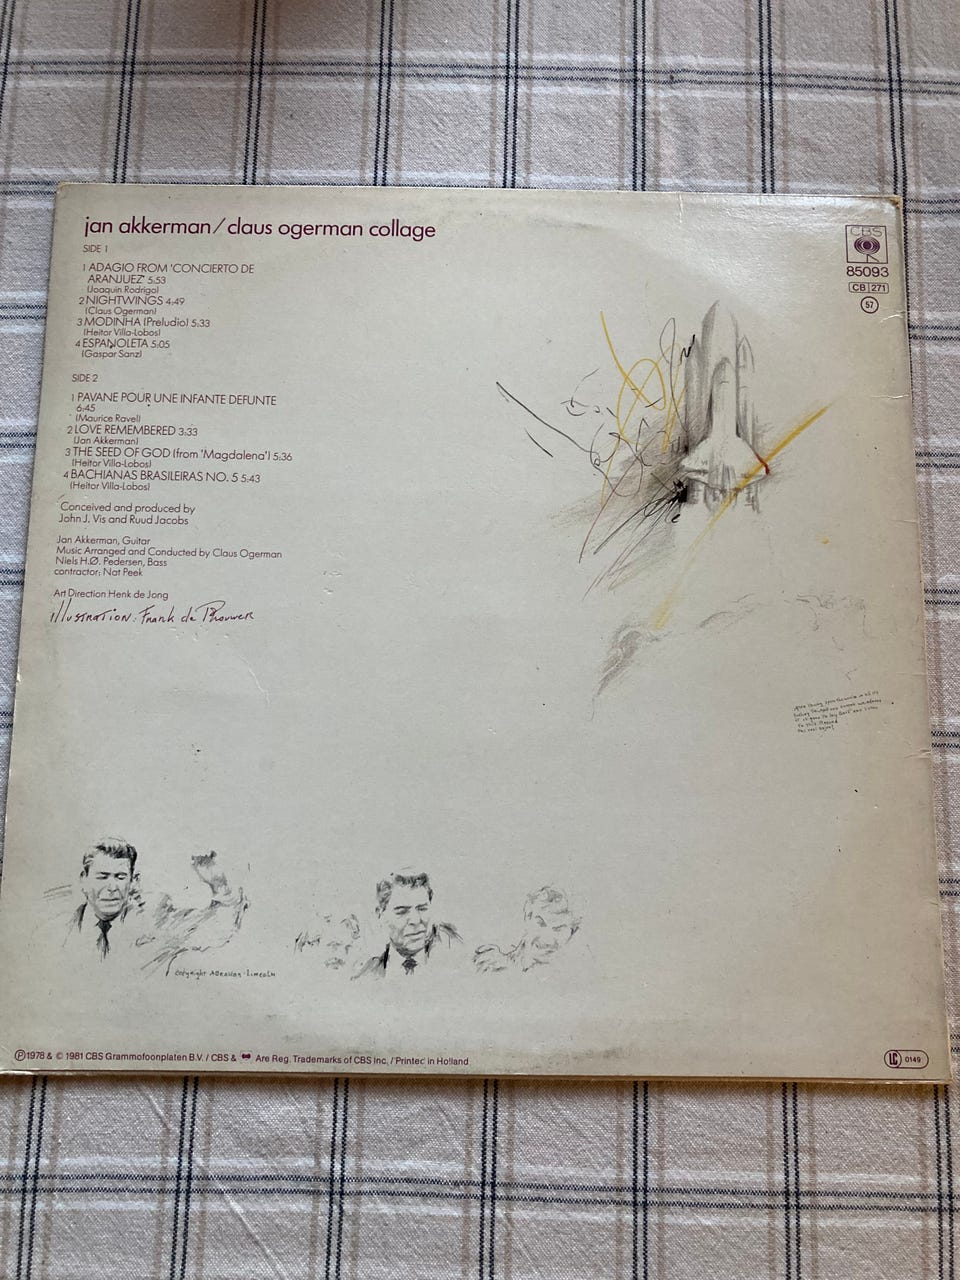 jan akkerman/claus ogerman collage
SIDE 1
1 ADAGIO FROM 'CONCIERTO DE
ARANJUEZ' 5:53
(Joaquin Rodrigo)
2 NIGHTWINGS 4:49
(Claus Ogerman)
3 MODINHA (Preludio) 5:33
(Heitor Villa-Lobos)
4 ESPAÑOLETA 5:05
(Gaspar Sanz)
SIDE 2
1 PAVANE POUR UNE INFANTE DEFUNTE
6:45
(Maurice Ravel)
2 LOVE REMEMBERED 3:33
(Jan Akkerman)
3 THE SEED OF GOD (from 'Magdalena') 5:36
(Heitor Villa-Lobos)
4 BACHIANAS BRASILEIRAS NO. 5 5:43
(Heitor Villa-Lobos)
Conceived and produced by
John J. Vis and Ruud Jacobs
Jan Akkerman, Guitar
Music Arranged and Conducted by Claus Ogerman
Niels H.Ø. Pedersen, Bass
contractor: Nat Peek
Art Direction Henk de Jong
Illustration: Frank de
CBS
85093
CB 271
57
to this record
copyright Abraham Lincoln
Ⓟ1978 & © 1981 CBS Grammofoonplaten B.V. / CBS & Are Reg. Trademarks of CBS Inc. / Printed in Holland
LC 0149